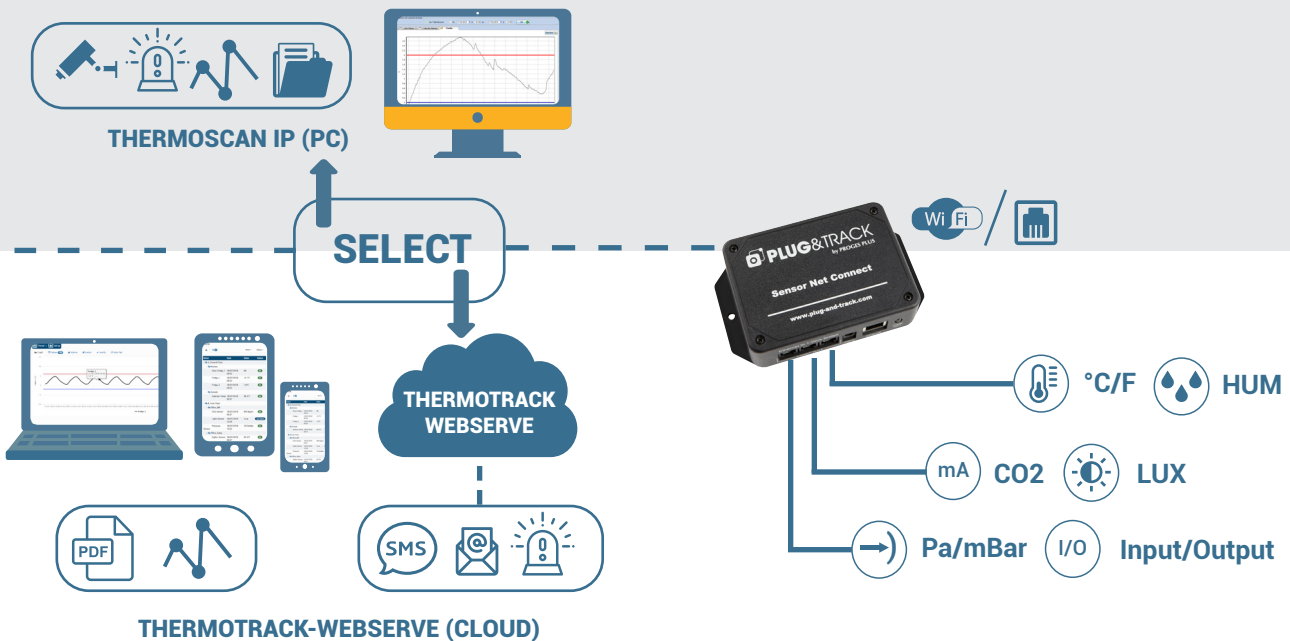 THERMOSCAN IP (PC)
SELECT
Wi Fi
PLUG&TRACK
by PROGES PLUS
Sensor Net Connect
www.plug-and-track.com
THERMOTRACK
WEBSERVE
°C/F
HUM
mA
CO2
LUX
Pa/mBar
I/O
Input/Output
PDF
SMS
@
THERMOTRACK-WEBSERVE (CLOUD)